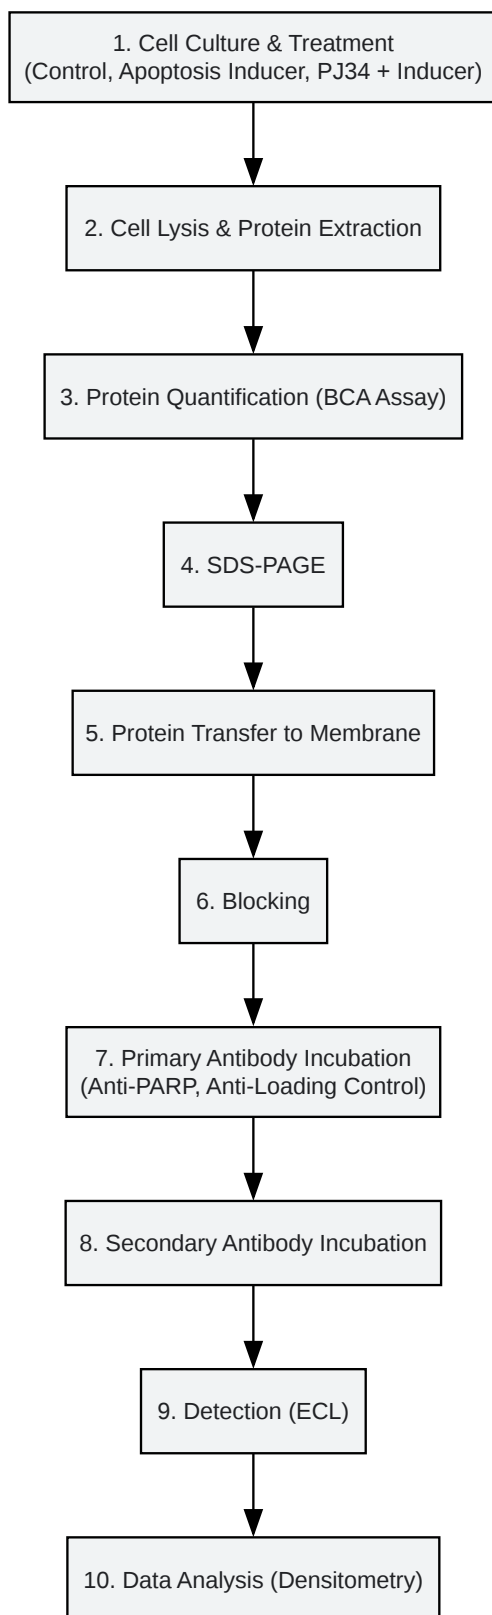 1. Cell Culture & Treatment
(Control, Apoptosis Inducer, PJ34 + Inducer)
2. Cell Lysis & Protein Extraction
3. Protein Quantification (BCA Assay)
4. SDS-PAGE
5. Protein Transfer to Membrane
6. Blocking
7. Primary Antibody Incubation
(Anti-PARP, Anti-Loading Control)
8. Secondary Antibody Incubation
9. Detection (ECL)
10. Data Analysis (Densitometry)